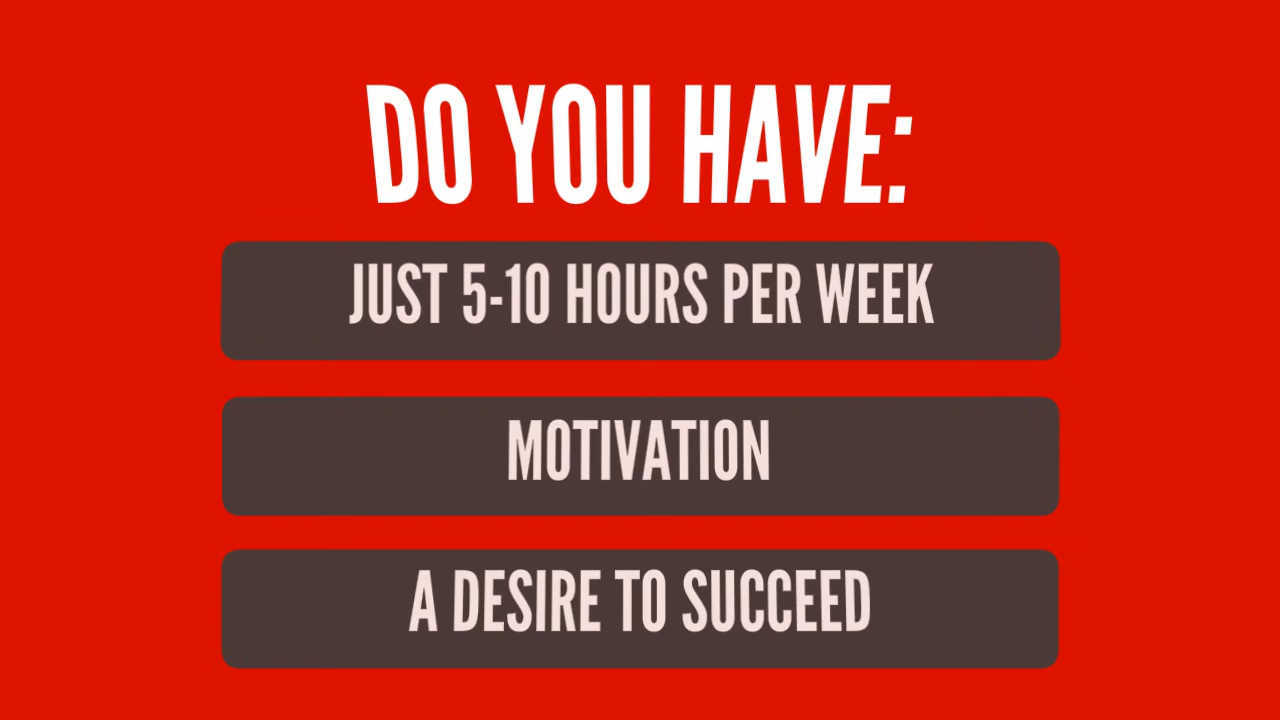 DO YOU HAVE:
JUST 5-10 HOURS PER WEEK
MOTIVATION
A DESIRE TO SUCCEED